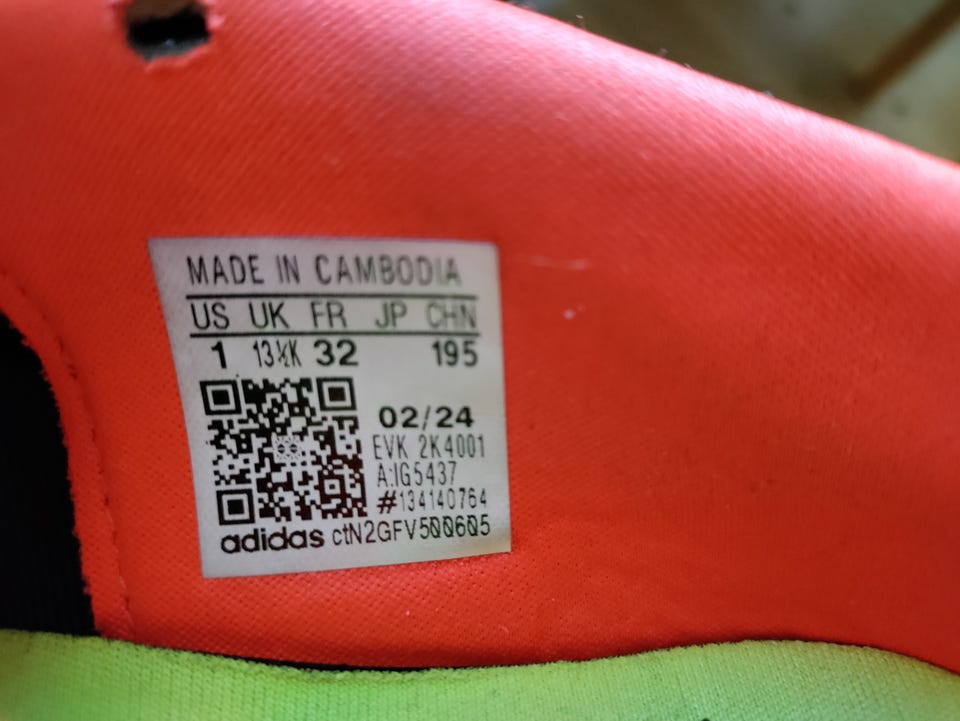 MADE IN CAMBODIA
US UK FR JP CHN
1 13½K 32 195
02/24
EVK 2K4001
A:IG5437
#134140764
adidas ctN2GFV500605